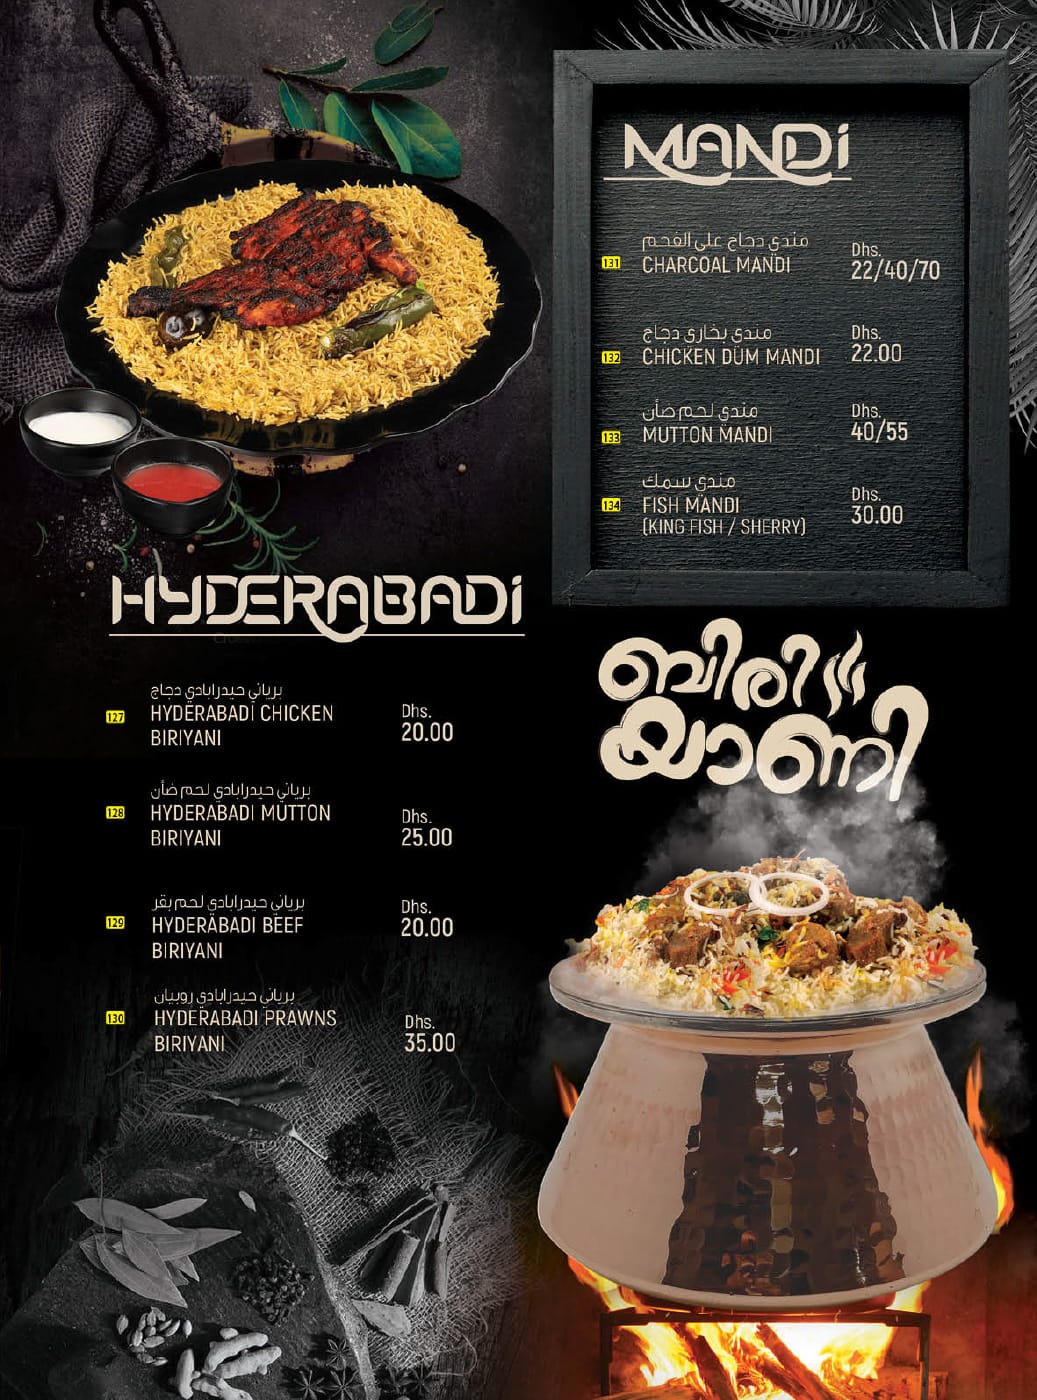 MANDi
مندي دجاج على الفحم
131 CHARCOAL MANDI
Dhs.
22/40/70
مندي بخاري دجاج
132 CHICKEN DUM MANDI
Dhs.
22.00
مندي لحم ضأن
133 MUTTON MANDI
Dhs.
40/55
مندي سمك
134 FISH MANDI
(KING FISH / SHERRY)
Dhs.
30.00
HYDERABADi
برياني حيدرابادي دجاج
127 HYDERABADI CHICKEN
BIRIYANI
Dhs.
20.00
برياني حيدرابادي لحم ضأن
128 HYDERABADI MUTTON
BIRIYANI
Dhs.
25.00
برياني حيدرابادي لحم بقر
129 HYDERABADI BEEF
BIRIYANI
Dhs.
20.00
برياني حيدرابادي روبيان
130 HYDERABADI PRAWNS
BIRIYANI
Dhs.
35.00
ബിരി
യാണി